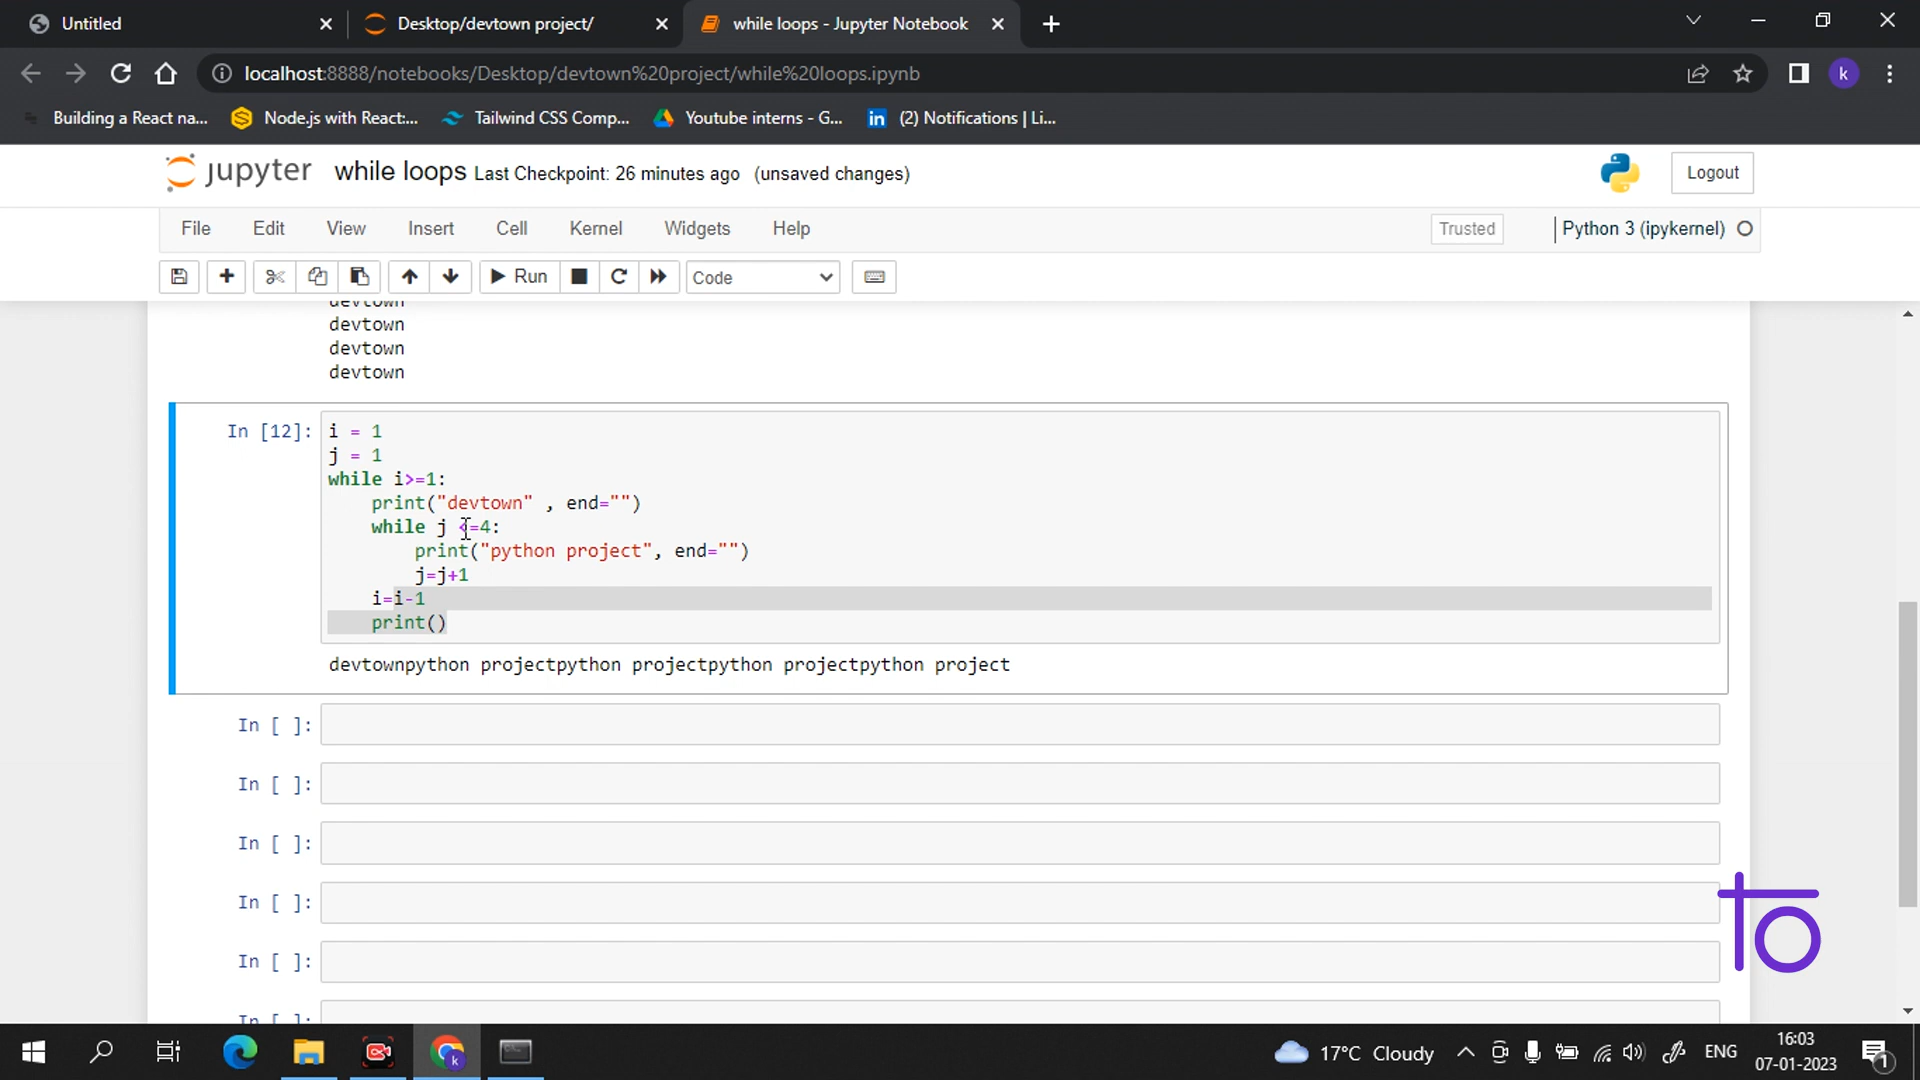 Untitled
Desktop/devtown project/
while loops - Jupyter Notebook
localhost:8888/notebooks/Desktop/devtown%20project/while%20loops.ipynb
k
Building a React na...
Node.js with React:...
Tailwind CSS Comp...
Youtube interns - G...
in (2) Notifications | Li...
jupyter while loops Last Checkpoint: 26 minutes ago (unsaved changes)
Logout
File Edit View Insert Cell Kernel Widgets Help
Trusted
Python 3 (ipykernel)
Run
Code
devtown
devtown
devtown
devtown
In [12]:
i = 1
j = 1
while i>=1:
print("devtown" , end="")
while j <=4:
print("python project", end="")
j=j+1
i=i-1
print()
devtownpython projectpython projectpython projectpython project
In [ ]:
In [ ]:
In [ ]:
In [ ]:
In [ ]:
In [ ]:
17°C Cloudy
ENG
16:03
07-01-2023
1